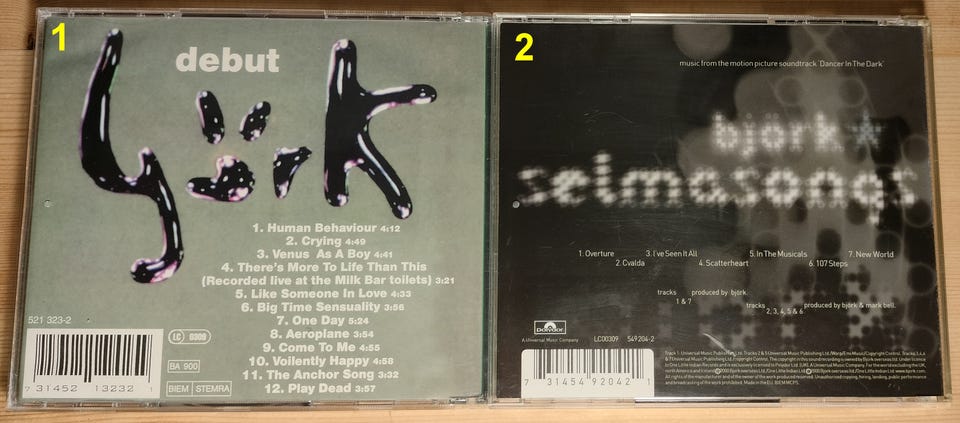 1
debut
björk
1. Human Behaviour 4:12
2. Crying 4:49
3. Venus As A Boy 4:41
4. There's More To Life Than This
(Recorded live at the Milk Bar toilets) 3:21
5. Like Someone In Love 4:33
6. Big Time Sensuality 3:56
7. One Day 5:24
8. Aeroplane 3:54
9. Come To Me 4:55
10. Voilently Happy 4:58
11. The Anchor Song 3:32
12. Play Dead 3:57
521 323-2
LC 0309
BA 900
BIEM STEMRA
7 31452 13232 1
2
music from the motion picture soundtrack 'Dancer In The Dark'
björk
selmasongs
1. Overture 3. I've Seen It All 5. In The Musicals 7. New World
2. Cvalda 4. Scatterheart 6. 107 Steps
tracks produced by björk.
1 & 7
tracks produced by björk & mark bell.
2, 3, 4, 5 & 6
Polydor
A Universal Music Company LC00309 549 204-2
7 31454 92042 1